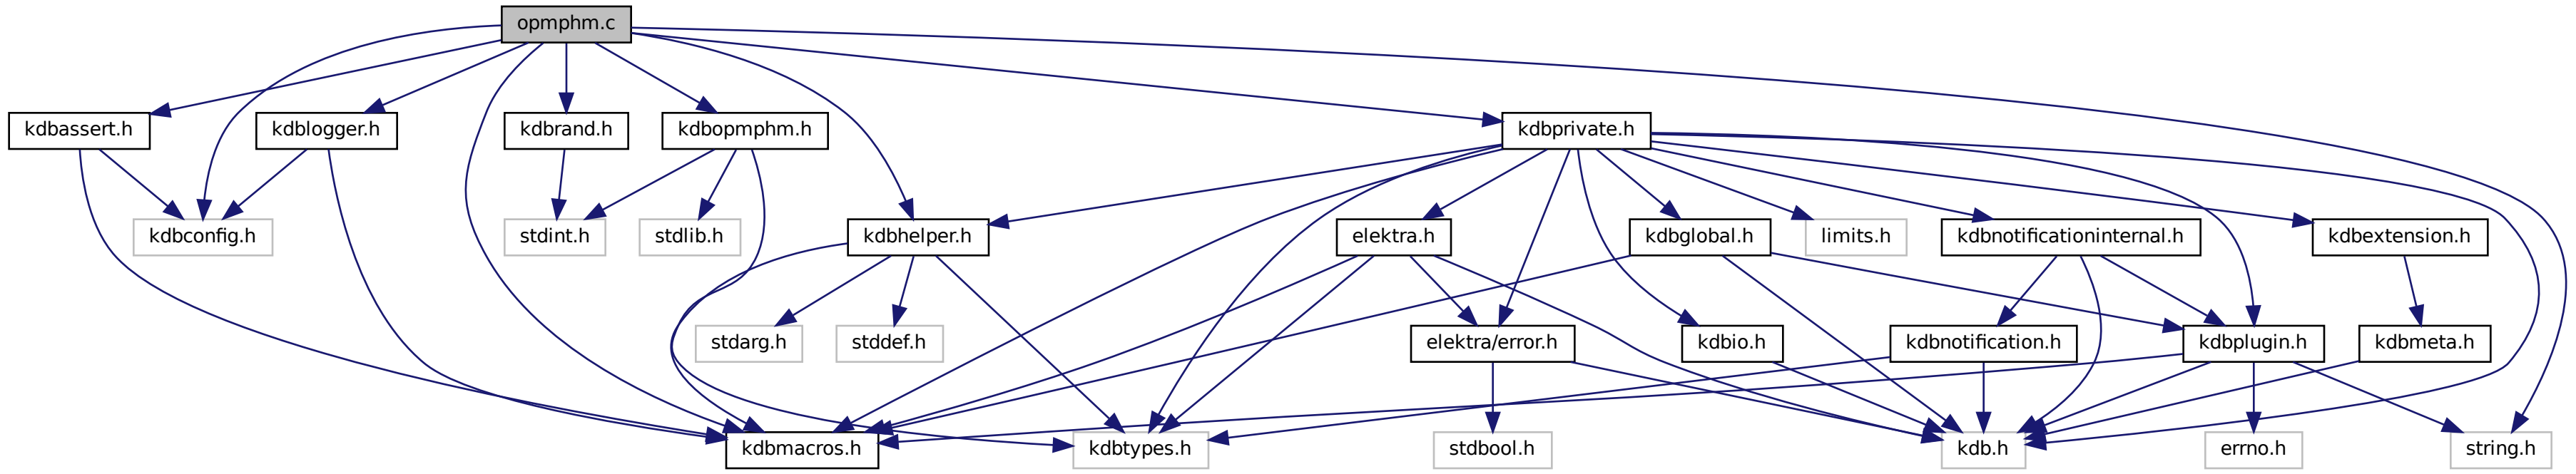 opmphm.c
kdbassert.h
kdblogger.h
kdbrand.h
kdbopmphm.h
kdbprivate.h
kdbconfig.h
stdint.h
stdlib.h
kdbhelper.h
elektra.h
kdbglobal.h
limits.h
kdbnotificationinternal.h
kdbextension.h
stdarg.h
stddef.h
elektra/error.h
kdbio.h
kdbnotification.h
kdbplugin.h
kdbmeta.h
kdbmacros.h
kdbtypes.h
stdbool.h
kdb.h
errno.h
string.h